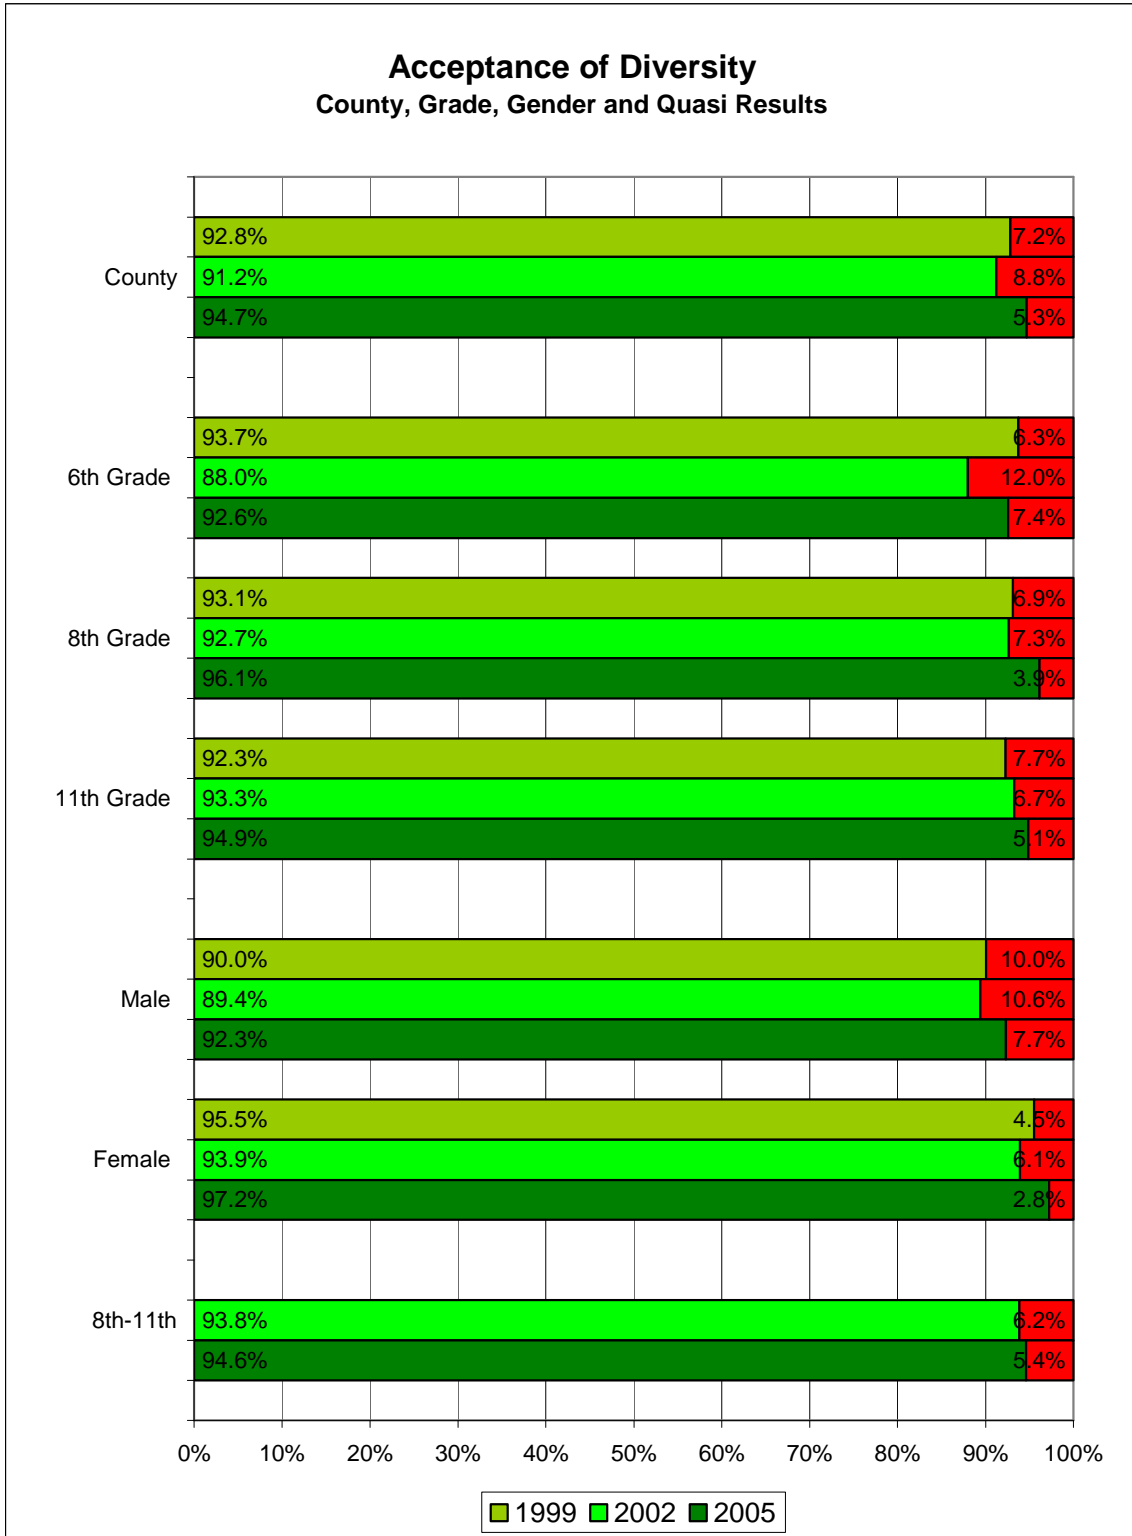 Acceptance of Diversity
County, Grade, Gender and Quasi Results
92.8% 7.2%
County 91.2% 8.8%
94.7% 5.3%
93.7% 6.3%
6th Grade 88.0% 12.0%
92.6% 7.4%
93.1% 6.9%
8th Grade 92.7% 7.3%
96.1% 3.9%
92.3% 7.7%
11th Grade 93.3% 6.7%
94.9% 5.1%
90.0% 10.0%
Male 89.4% 10.6%
92.3% 7.7%
95.5% 4.5%
Female 93.9% 6.1%
97.2% 2.8%
8th-11th 93.8% 6.2%
94.6% 5.4%
0% 10% 20% 30% 40% 50% 60% 70% 80% 90% 100%
1999 2002 2005